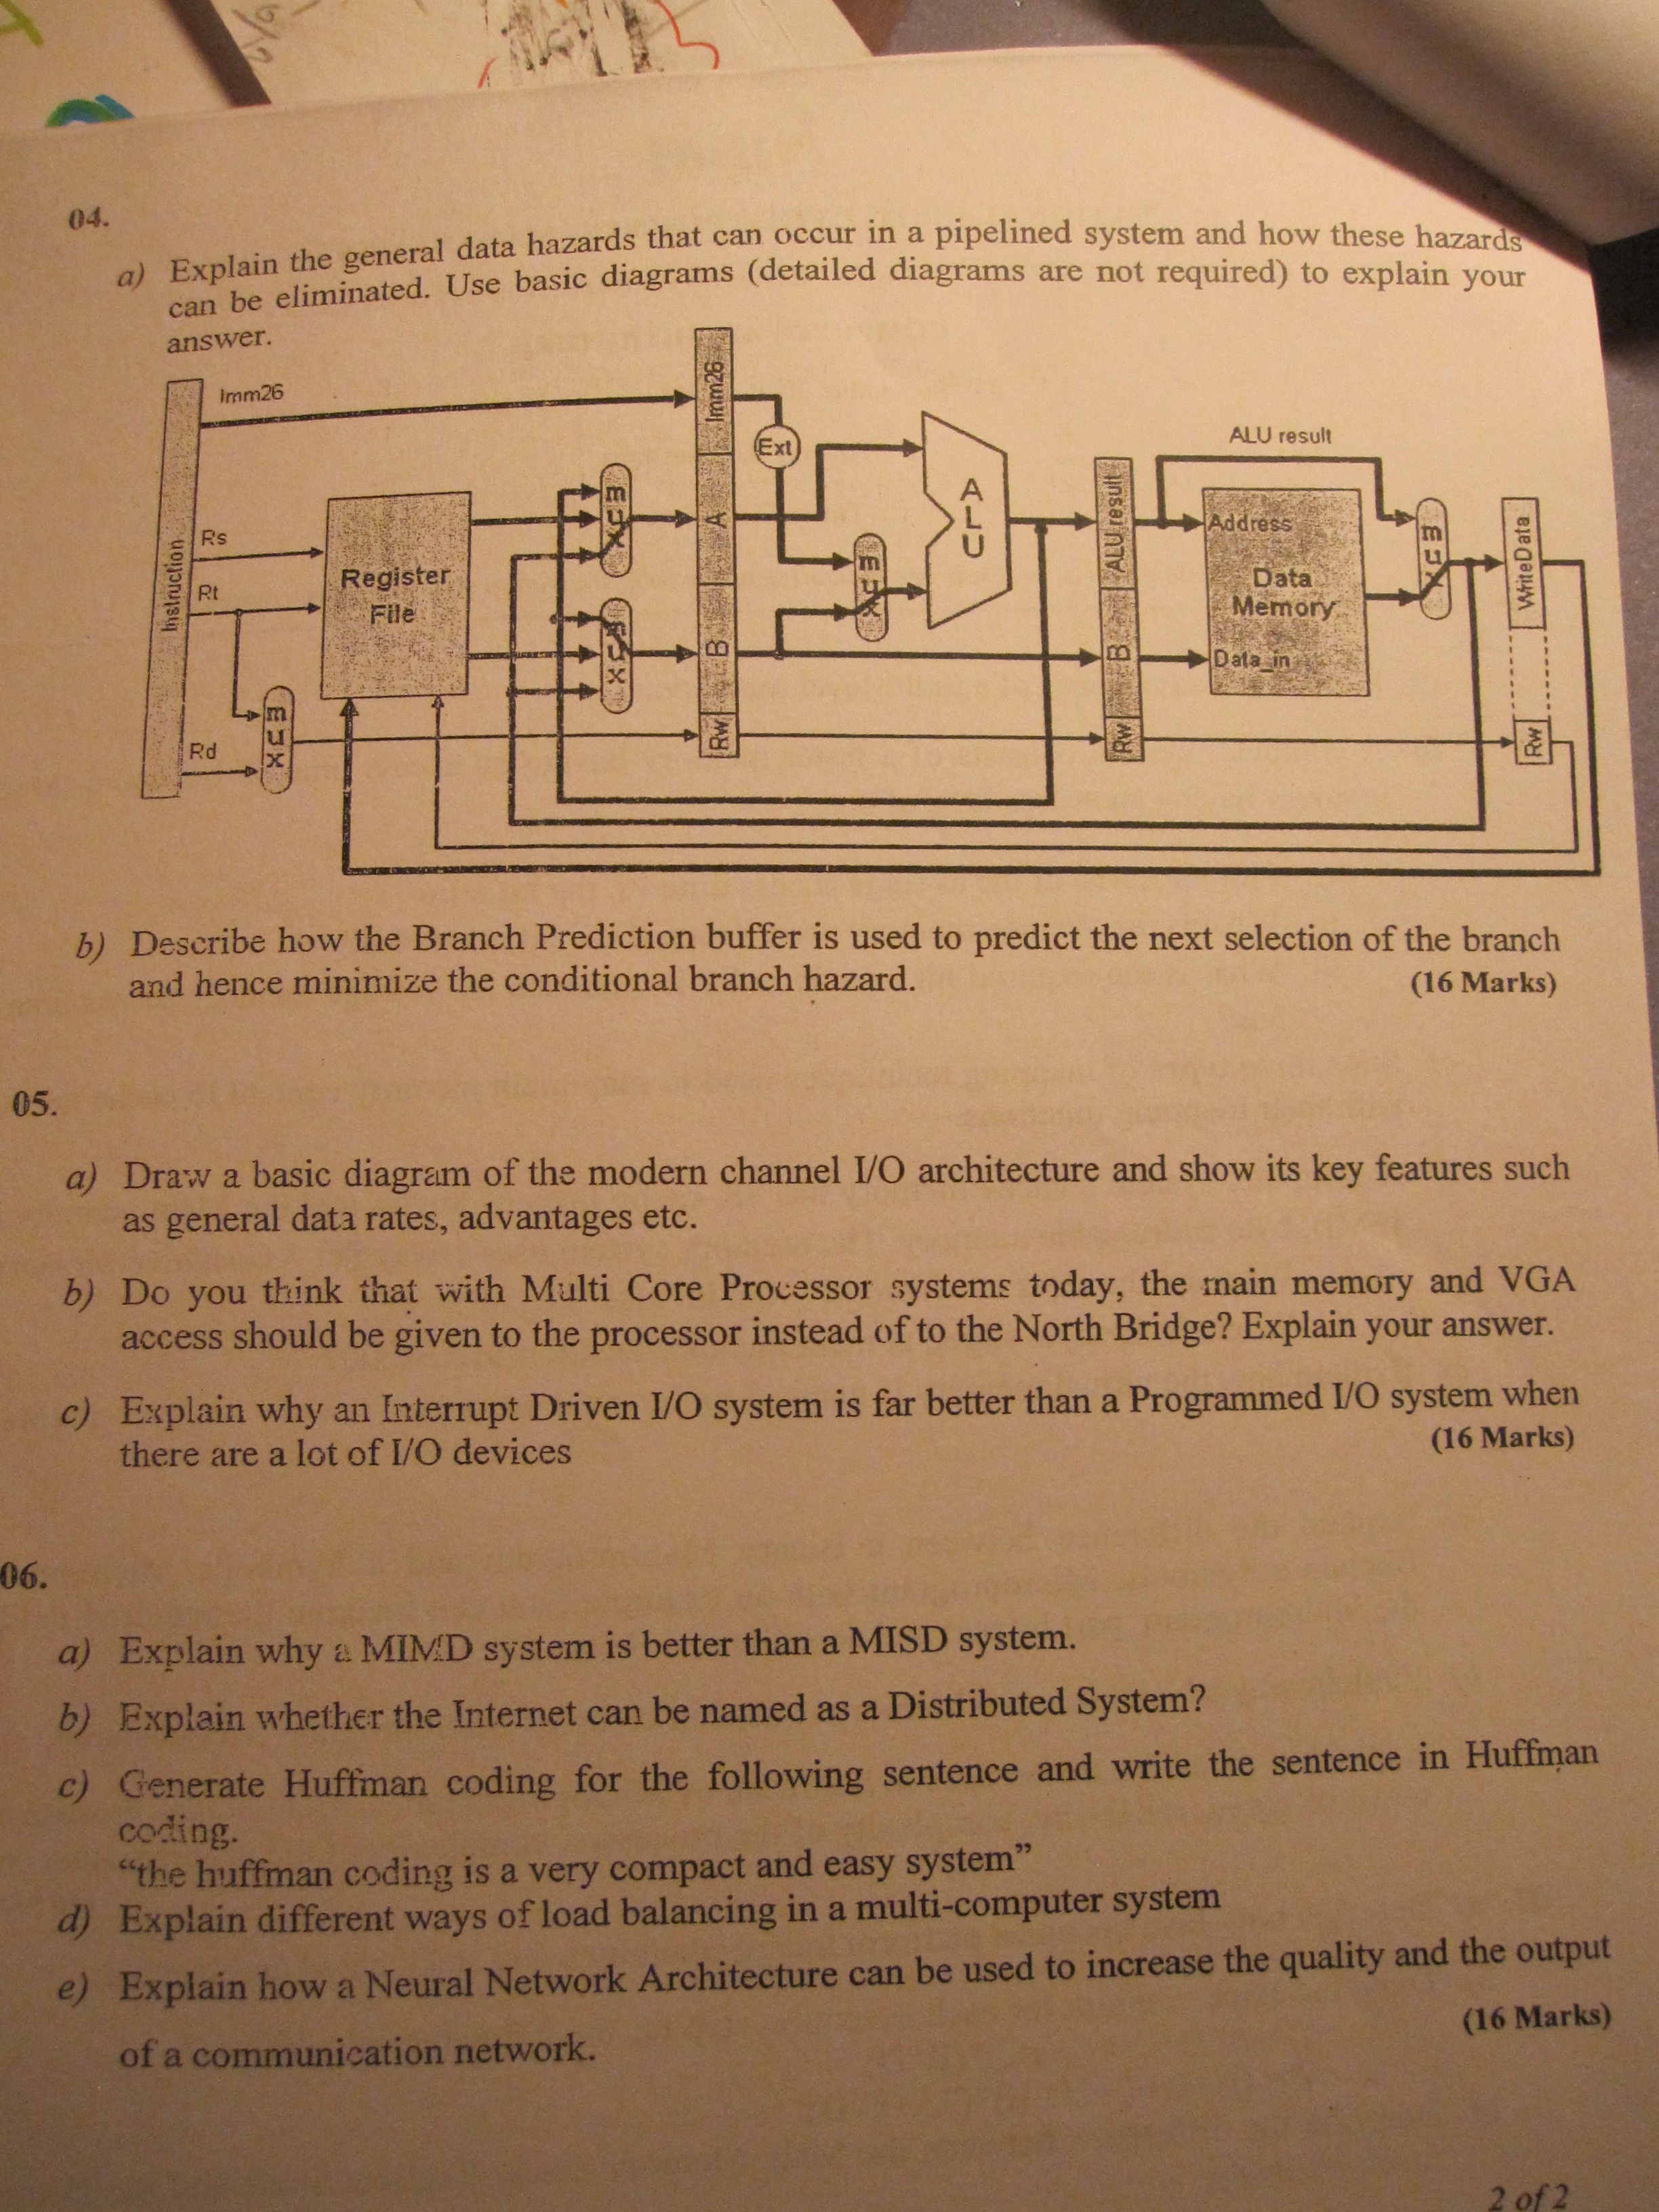 04.
a) Explain the general data hazards that can occur in a pipelined system and how these hazards
can be eliminated. Use basic diagrams (detailed diagrams are not required) to explain your
answer.
Imm26
Imm26
Ext
ALU result
mux
A
ALU
ALU result
Address
mux
WriteData
Instruction
Rs
Rt
Register
File
mux
Data
Memory
mux
B
B
Data_in
Rd
mux
Rw
Rw
Rw
b) Describe how the Branch Prediction buffer is used to predict the next selection of the branch
and hence minimize the conditional branch hazard. (16 Marks)
05.
a) Draw a basic diagram of the modern channel I/O architecture and show its key features such
as general data rates, advantages etc.
b) Do you think that with Multi Core Processor systems today, the main memory and VGA
access should be given to the processor instead of to the North Bridge? Explain your answer.
c) Explain why an Interrupt Driven I/O system is far better than a Programmed I/O system when
there are a lot of I/O devices (16 Marks)
06.
a) Explain why a MIMD system is better than a MISD system.
b) Explain whether the Internet can be named as a Distributed System?
c) Generate Huffman coding for the following sentence and write the sentence in Huffman
coding.
“the huffman coding is a very compact and easy system”
d) Explain different ways of load balancing in a multi-computer system
e) Explain how a Neural Network Architecture can be used to increase the quality and the output
of a communication network. (16 Marks)
2 of 2